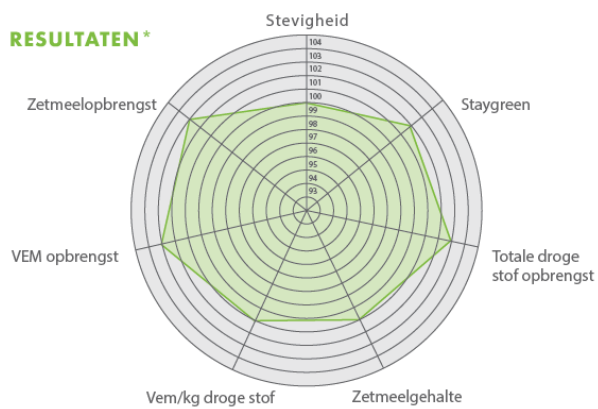 Stevigheid
RESULTATEN*
104
103
102
101
100
99
98
97
96
95
94
93
Zetmeelopbrengst
Staygreen
VEM opbrengst
Totale droge
stof opbrengst
Vem/kg droge stof
Zetmeelgehalte